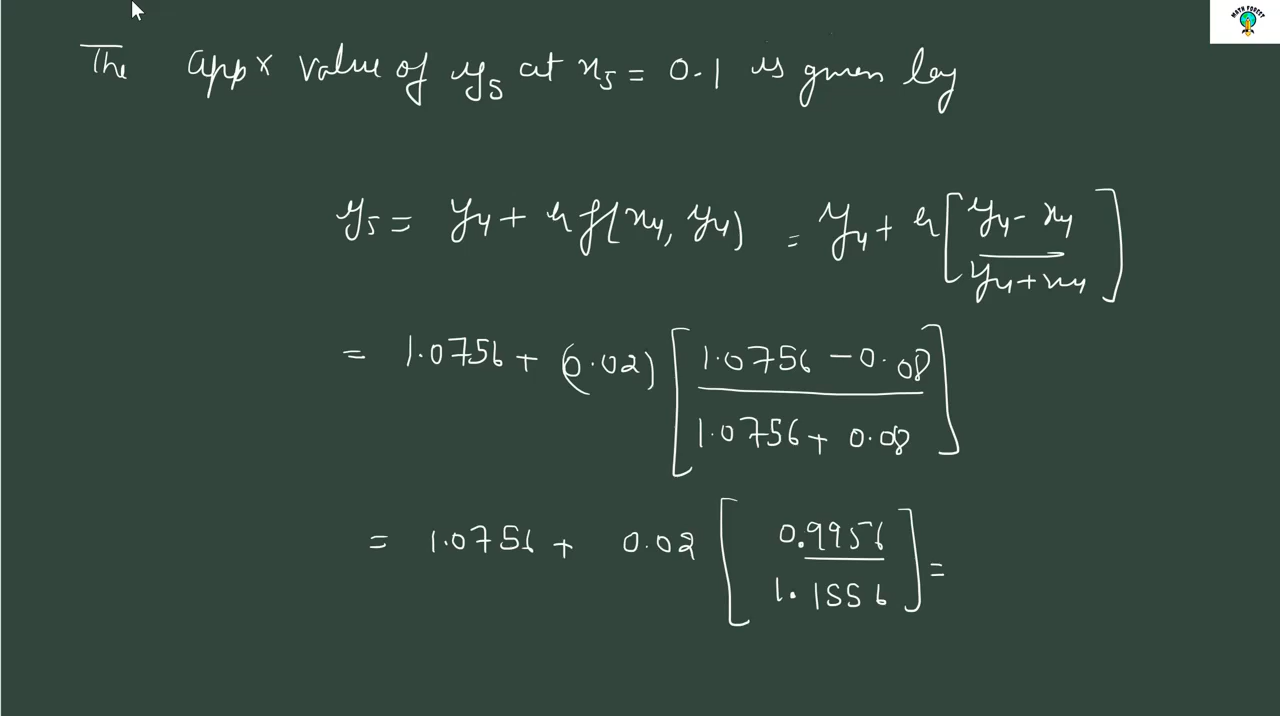 MATH FOREST
The appx value of y₅ at x₅ = 0.1 is given by
y₅ = y₄ + h f(x₄, y₄) = y₄ + h [ (y₄ - x₄) / (y₄ + x₄) ]
= 1.0756 + (0.02) [ (1.0756 - 0.08) / (1.0756 + 0.08) ]
= 1.0756 + 0.02 [ 0.9956 / 1.1556 ] =